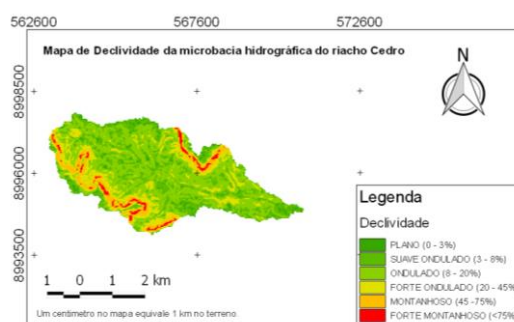 562600 567600 572600
Mapa de Declividade da microbacia hidrográfica do riacho Cedro
N
8998500
8996000
8993500
Legenda
Declividade
PLANO (0 - 3%)
SUAVE ONDULADO (3 - 8%)
ONDULADO (8 - 20%)
FORTE ONDULADO (20 - 45%)
MONTANHOSO (45 -75%)
FORTE MONTANHOSO (<75%)
1 0 1 2 km
Um centímetro no mapa equivale 1 km no terreno.